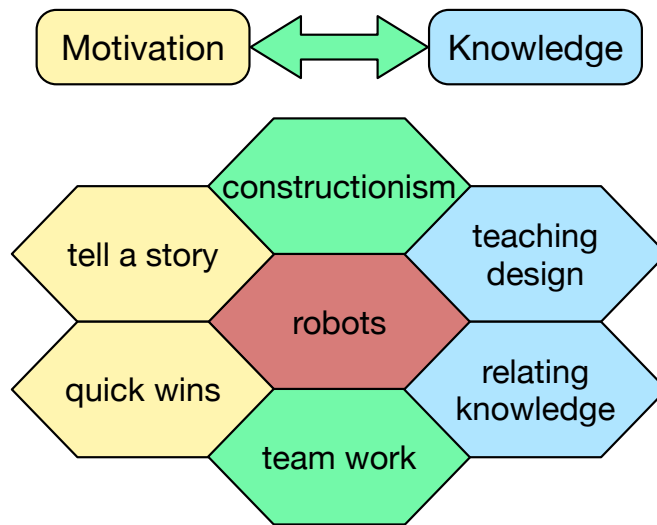 Motivation
Knowledge
constructionism
tell a story
teaching
design
robots
quick wins
relating
knowledge
team work